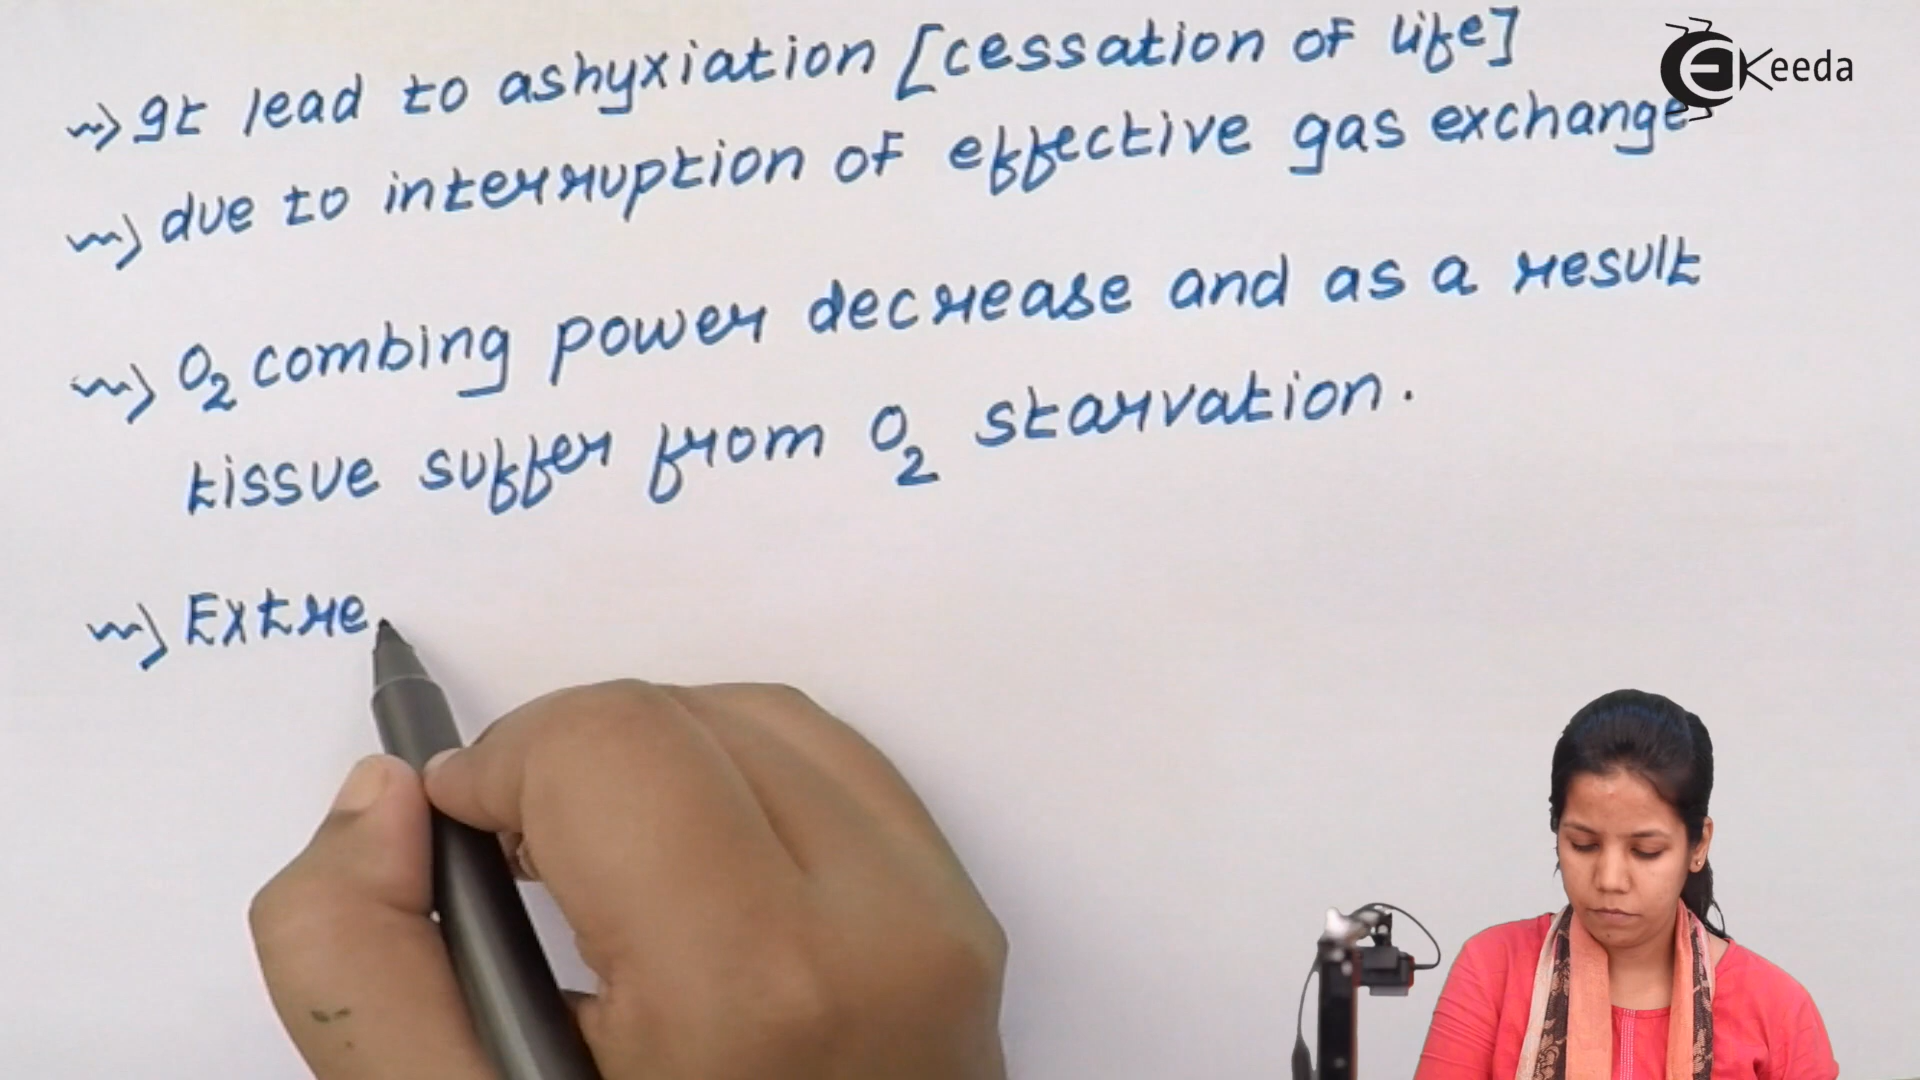 It lead to ashyxiation [cessation of life]
due to interruption of effective gas exchange
O2 combing power decrease and as a result
tissue suffer from O2 starvation.
Extre
EKeeda